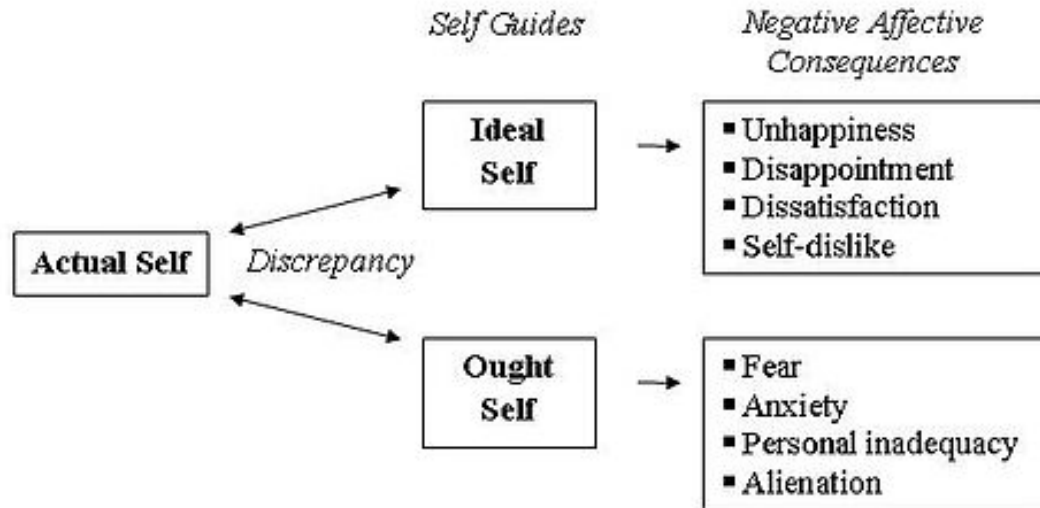 Self Guides
Negative Affective
Consequences
Ideal
Self
▪ Unhappiness
▪ Disappointment
▪ Dissatisfaction
▪ Self-dislike
Actual Self
Discrepancy
Ought
Self
▪ Fear
▪ Anxiety
▪ Personal inadequacy
▪ Alienation